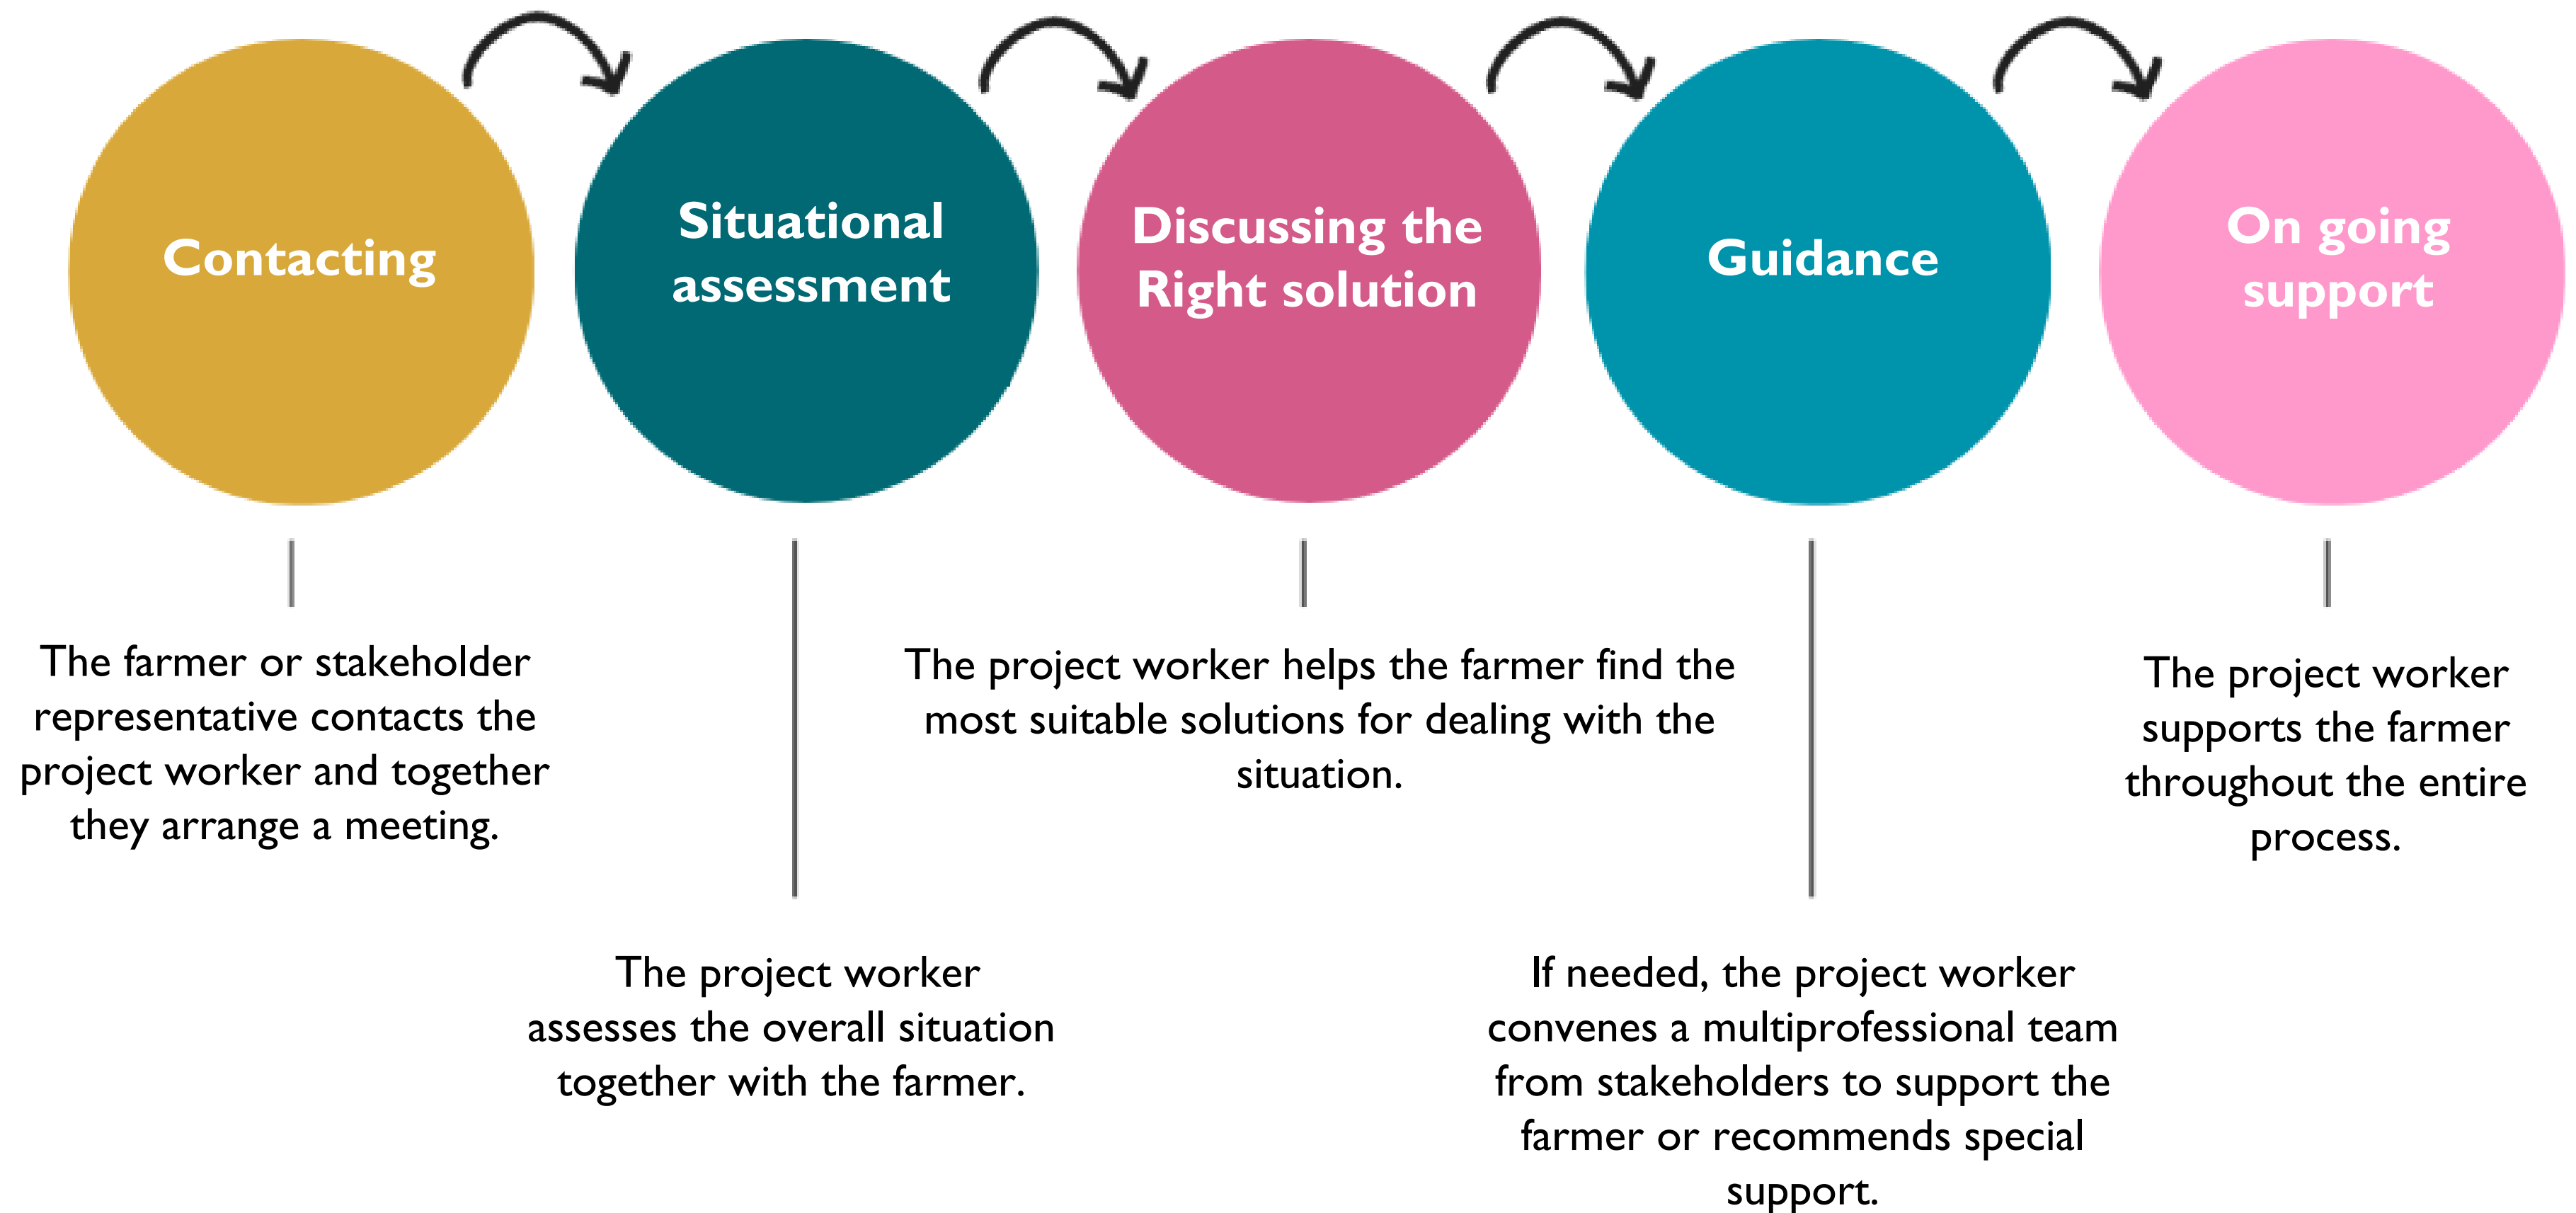 Contacting
Situational
assessment
Discussing the
Right solution
Guidance
On going
support
The farmer or stakeholder
representative contacts the
project worker and together
they arrange a meeting.
The project worker
assesses the overall situation
together with the farmer.
The project worker helps the farmer find the
most suitable solutions for dealing with the
situation.
If needed, the project worker
convenes a multiprofessional team
from stakeholders to support the
farmer or recommends special
support.
The project worker
supports the farmer
throughout the entire
process.